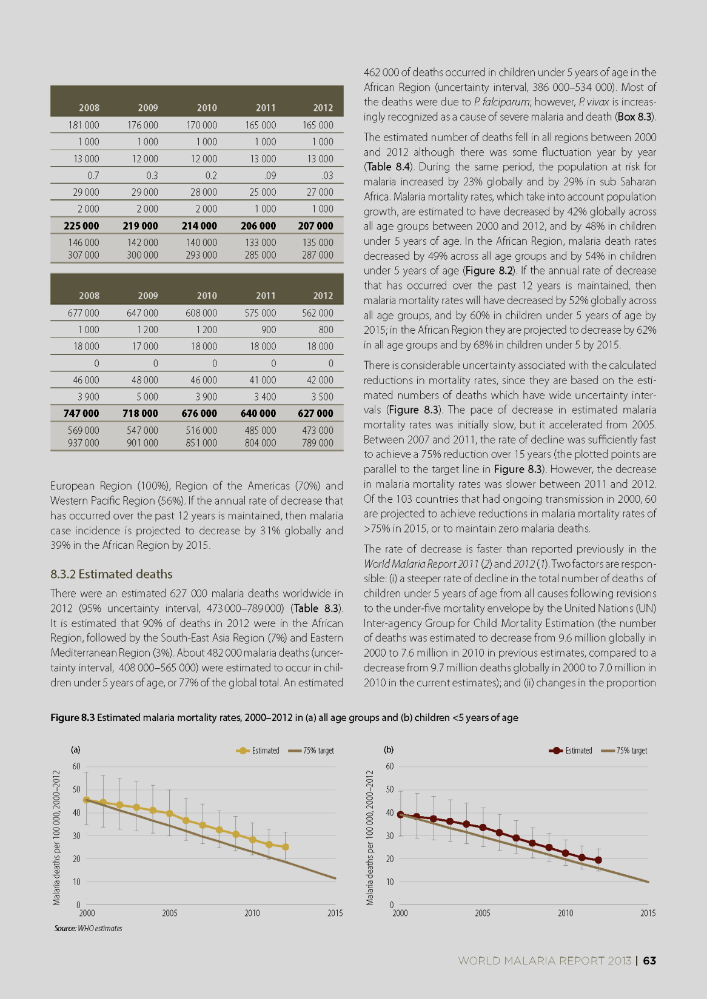 2008 2009 2010 2011 2012
181 000 176 000 170 000 165 000 165 000
1 000 1 000 1 000 1 000 1 000
13 000 12 000 12 000 13 000 13 000
0.7 0.3 0.2 .09 .03
29 000 29 000 28 000 25 000 27 000
2 000 2 000 2 000 1 000 1 000
225 000 219 000 214 000 206 000 207 000
146 000 142 000 140 000 133 000 135 000
307 000 300 000 293 000 285 000 287 000
2008 2009 2010 2011 2012
677 000 647 000 608 000 575 000 562 000
1 000 1 200 1 200 900 800
18 000 17 000 18 000 18 000 18 000
0 0 0 0 0
46 000 48 000 46 000 41 000 42 000
3 900 5 000 3 900 3 400 3 500
747 000 718 000 676 000 640 000 627 000
569 000 547 000 516 000 485 000 473 000
937 000 901 000 851 000 804 000 789 000
European Region (100%), Region of the Americas (70%) and
Western Pacific Region (56%). If the annual rate of decrease that
has occurred over the past 12 years is maintained, then malaria
case incidence is projected to decrease by 31% globally and
39% in the African Region by 2015.
8.3.2 Estimated deaths
There were an estimated 627 000 malaria deaths worldwide in
2012 (95% uncertainty interval, 473 000–789 000) (Table 8.3).
It is estimated that 90% of deaths in 2012 were in the African
Region, followed by the South-East Asia Region (7%) and Eastern
Mediterranean Region (3%). About 482 000 malaria deaths (uncer-
tainty interval, 408 000–565 000) were estimated to occur in chil-
dren under 5 years of age, or 77% of the global total. An estimated
462 000 of deaths occurred in children under 5 years of age in the
African Region (uncertainty interval, 386 000–534 000). Most of
the deaths were due to P. falciparum; however, P. vivax is increas-
ingly recognized as a cause of severe malaria and death (Box 8.3).
The estimated number of deaths fell in all regions between 2000
and 2012 although there was some fluctuation year by year
(Table 8.4). During the same period, the population at risk for
malaria increased by 23% globally and by 29% in sub Saharan
Africa. Malaria mortality rates, which take into account population
growth, are estimated to have decreased by 42% globally across
all age groups between 2000 and 2012, and by 48% in children
under 5 years of age. In the African Region, malaria death rates
decreased by 49% across all age groups and by 54% in children
under 5 years of age (Figure 8.2). If the annual rate of decrease
that has occurred over the past 12 years is maintained, then
malaria mortality rates will have decreased by 52% globally across
all age groups, and by 60% in children under 5 years of age by
2015; in the African Region they are projected to decrease by 62%
in all age groups and by 68% in children under 5 by 2015.
There is considerable uncertainty associated with the calculated
reductions in mortality rates, since they are based on the esti-
mated numbers of deaths which have wide uncertainty inter-
vals (Figure 8.3). The pace of decrease in estimated malaria
mortality rates was initially slow, but it accelerated from 2005.
Between 2007 and 2011, the rate of decline was sufficiently fast
to achieve a 75% reduction over 15 years (the plotted points are
parallel to the target line in Figure 8.3). However, the decrease
in malaria mortality rates was slower between 2011 and 2012.
Of the 103 countries that had ongoing transmission in 2000, 60
are projected to achieve reductions in malaria mortality rates of
>75% in 2015, or to maintain zero malaria deaths.
The rate of decrease is faster than reported previously in the
World Malaria Report 2011 (2) and 2012 (1). Two factors are respon-
sible: (i) a steeper rate of decline in the total number of deaths of
children under 5 years of age from all causes following revisions
to the under-five mortality envelope by the United Nations (UN)
Inter-agency Group for Child Mortality Estimation (the number
of deaths was estimated to decrease from 9.6 million globally in
2000 to 7.6 million in 2010 in previous estimates, compared to a
decrease from 9.7 million deaths globally in 2000 to 7.0 million in
2010 in the current estimates); and (ii) changes in the proportion
Figure 8.3 Estimated malaria mortality rates, 2000–2012 in (a) all age groups and (b) children <5 years of age
(a) Estimated 75% target
Malaria deaths per 100 000, 2000–2012
60
50
40
30
20
10
0
2000 2005 2010 2015
(b) Estimated 75% target
Malaria deaths per 100 000, 2000–2012
60
50
40
30
20
10
0
2000 2005 2010 2015
Source: WHO estimates
WORLD MALARIA REPORT 2013 | 63